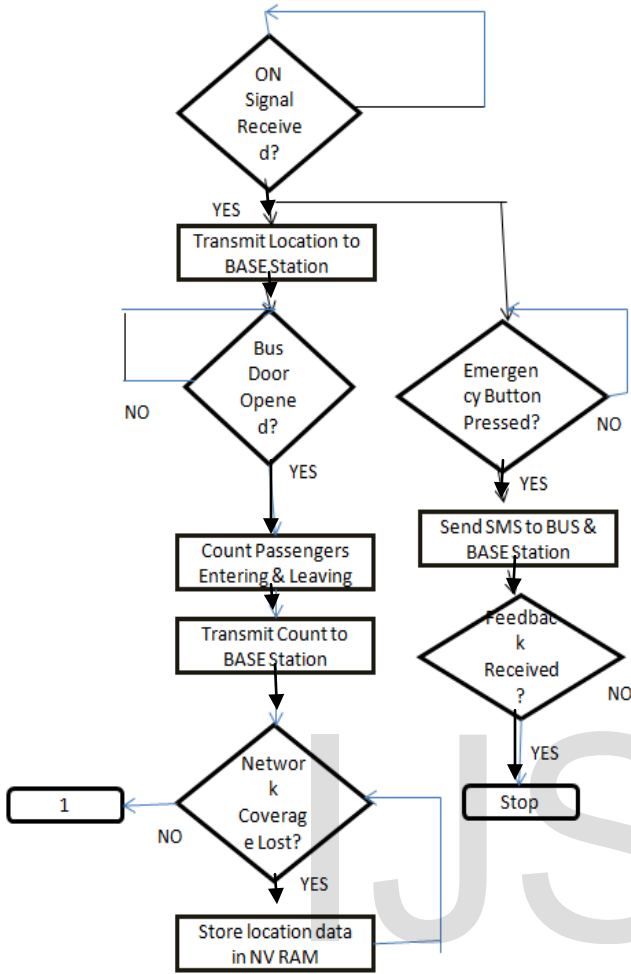 ON
Signal
Receive
d?
YES
Transmit Location to
BASE Station
Bus
Door
Opene
d?
NO
YES
Count Passengers
Entering & Leaving
Transmit Count to
BASE Station
Networ
k
Coverag
e Lost?
1
NO
YES
Store location data
in NV RAM
Emergen
cy Button
Pressed?
NO
YES
Send SMS to BUS &
BASE Station
Feedbac
k
Received
?
NO
YES
Stop
IJS